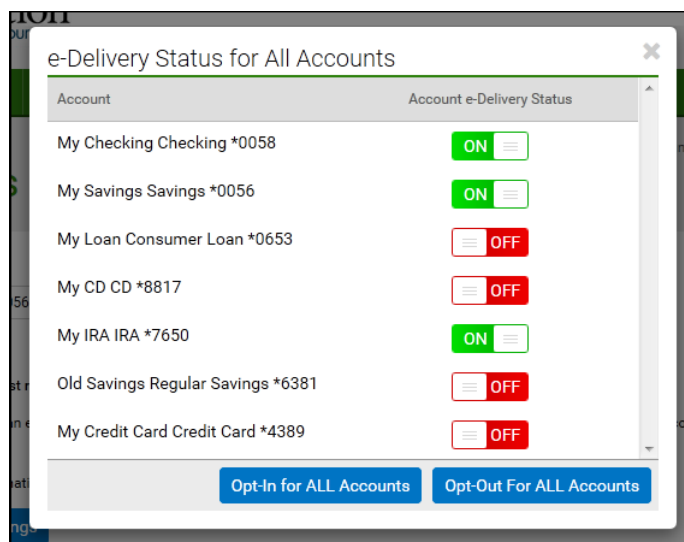 e-Delivery Status for All Accounts
Account Account e-Delivery Status
My Checking Checking *0058 ON
My Savings Savings *0056 ON
My Loan Consumer Loan *0653 OFF
My CD CD *8817 OFF
My IRA IRA *7650 ON
Old Savings Regular Savings *6381 OFF
My Credit Card Credit Card *4389 OFF
Opt-In for ALL Accounts Opt-Out For ALL Accounts